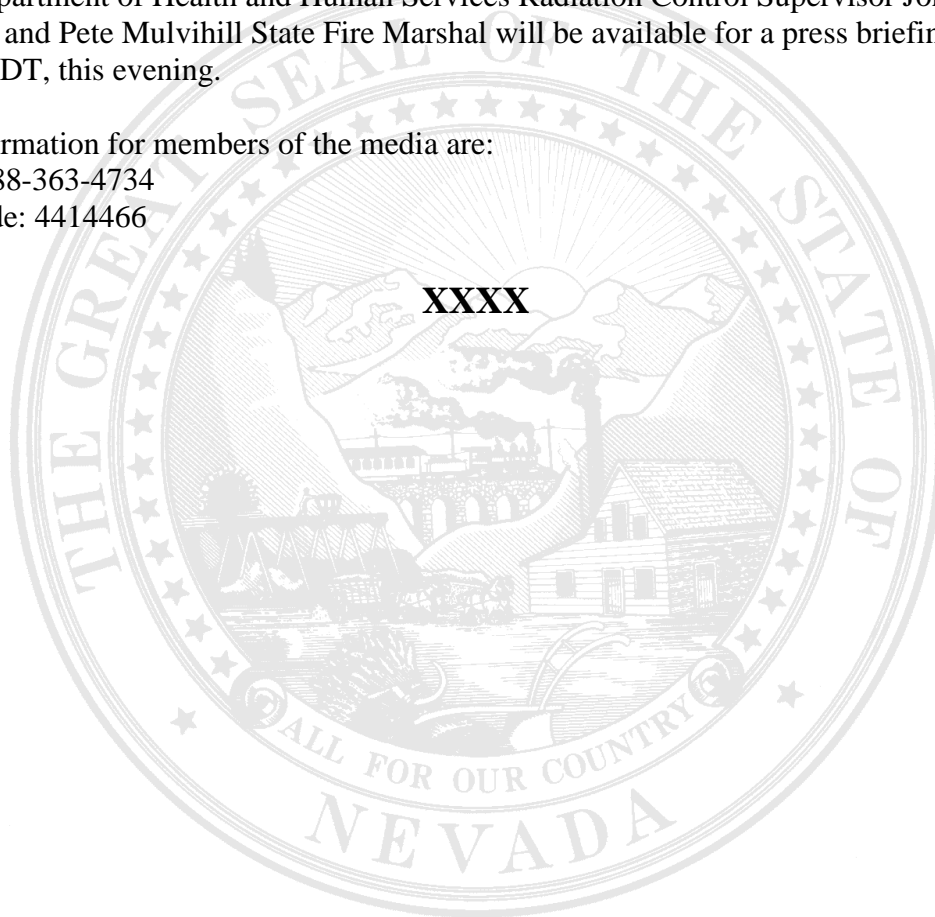 partment of Health and Human Services Radiation Control Supervisor Jo
and Pete Mulvihill State Fire Marshal will be available for a press briefin
DT, this evening.
rmation for members of the media are:
88-363-4734
de: 4414466
XXXX
THE GREAT SEAL OF THE STATE OF
NEVADA
ALL FOR OUR COUNTRY